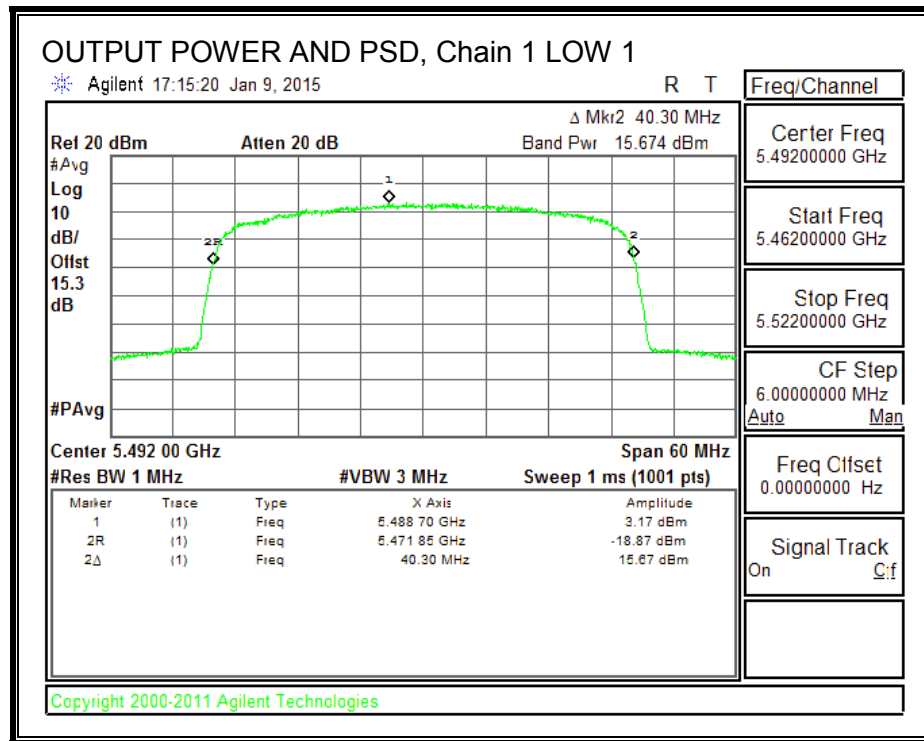 OUTPUT POWER AND PSD, Chain 1 LOW 1
Agilent 17:15:20 Jan 9, 2015 R T
Δ Mkr2 40.30 MHz
Ref 20 dBm Atten 20 dB Band Pwr 15.674 dBm
#Avg
Log
10
dB/
Offst
15.3
dB
#PAvg
1
2R
2
Center 5.492 00 GHz Span 60 MHz
#Res BW 1 MHz #VBW 3 MHz Sweep 1 ms (1001 pts)
Marker Trace Type X Axis Amplitude
1 (1) Freq 5.488 70 GHz 3.17 dBm
2R (1) Freq 5.471 85 GHz -18.87 dBm
2Δ (1) Freq 40.30 MHz 15.67 dBm
Copyright 2000-2011 Agilent Technologies
Freq/Channel
Center Freq
5.49200000 GHz
Start Freq
5.46200000 GHz
Stop Freq
5.52200000 GHz
CF Step
6.00000000 MHz
Auto Man
Freq Offset
0.00000000 Hz
Signal Track
On Off